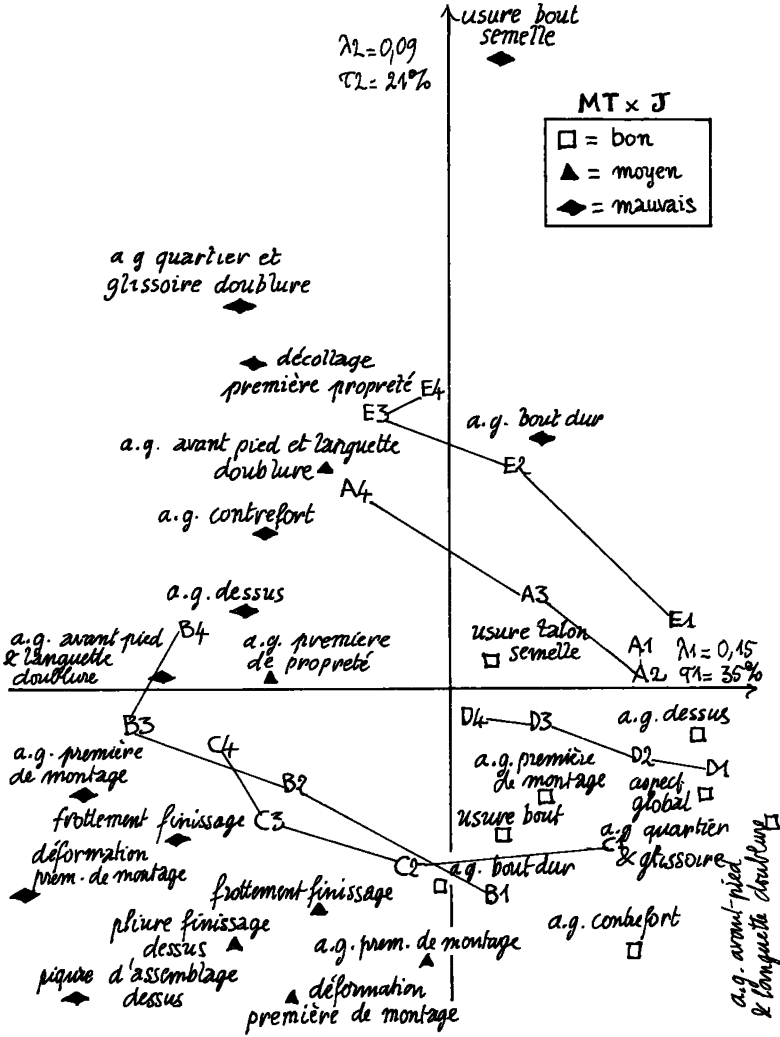 usure bout
semelle
λ2=0,09
τ2=21%
MT x J
= bon
= moyen
= mauvais
a g quartier et
glissoire doublure
décollage
première propreté
E4
E3
a.g. bout dur
a.g. avant pied et languette
doublure
E2
A4
a.g. contrefort
a.g. dessus
A3
B4
E1
a.g. avant pied
& languette
doublure
a.g. première
de propreté
usure talon
semelle
A1
λ1=0,15
A2
τ1=35%
B3
C4
D4
D3
a.g. dessus
D2
D1
a.g. première
de montage
B2
a.g. première
de montage
aspect
global
frottement finissage
C3
usure bout
a.g quartier
& glissoire
C1
déformation
prem. de montage
C2
a.g. bout dur
B1
frottement finissage
a.g. avant-pied
& languette doublure
pliure finissage
dessus
a.g. prem. de montage
a.g. contrefort
piqure d'assemblage
dessus
déformation
première de montage